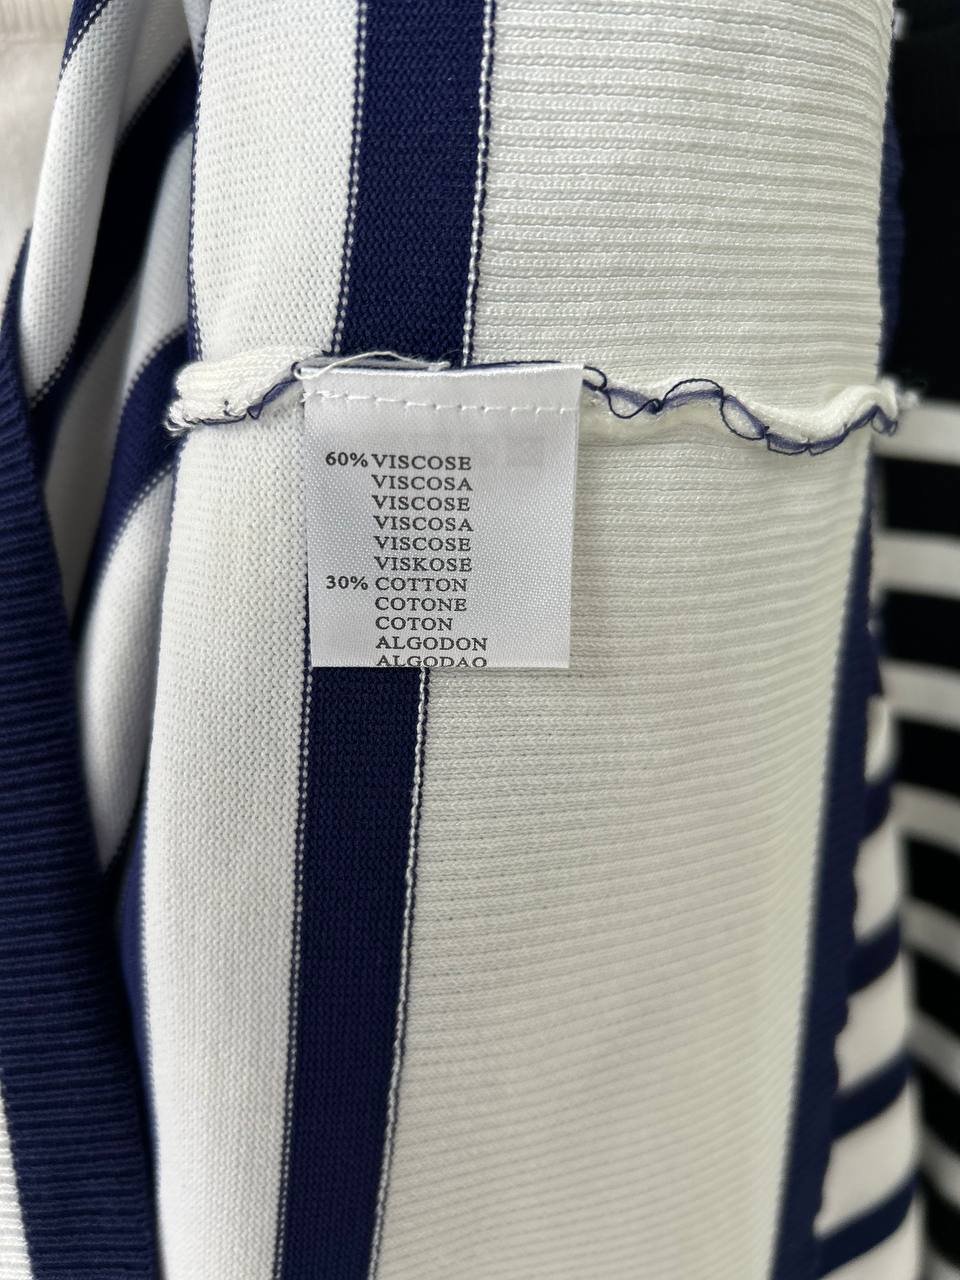 60% VISCOSE
VISCOSA
VISCOSE
VISCOSA
VISCOSE
VISKOSE
30% COTTON
COTONE
COTON
ALGODON
ALGODAO